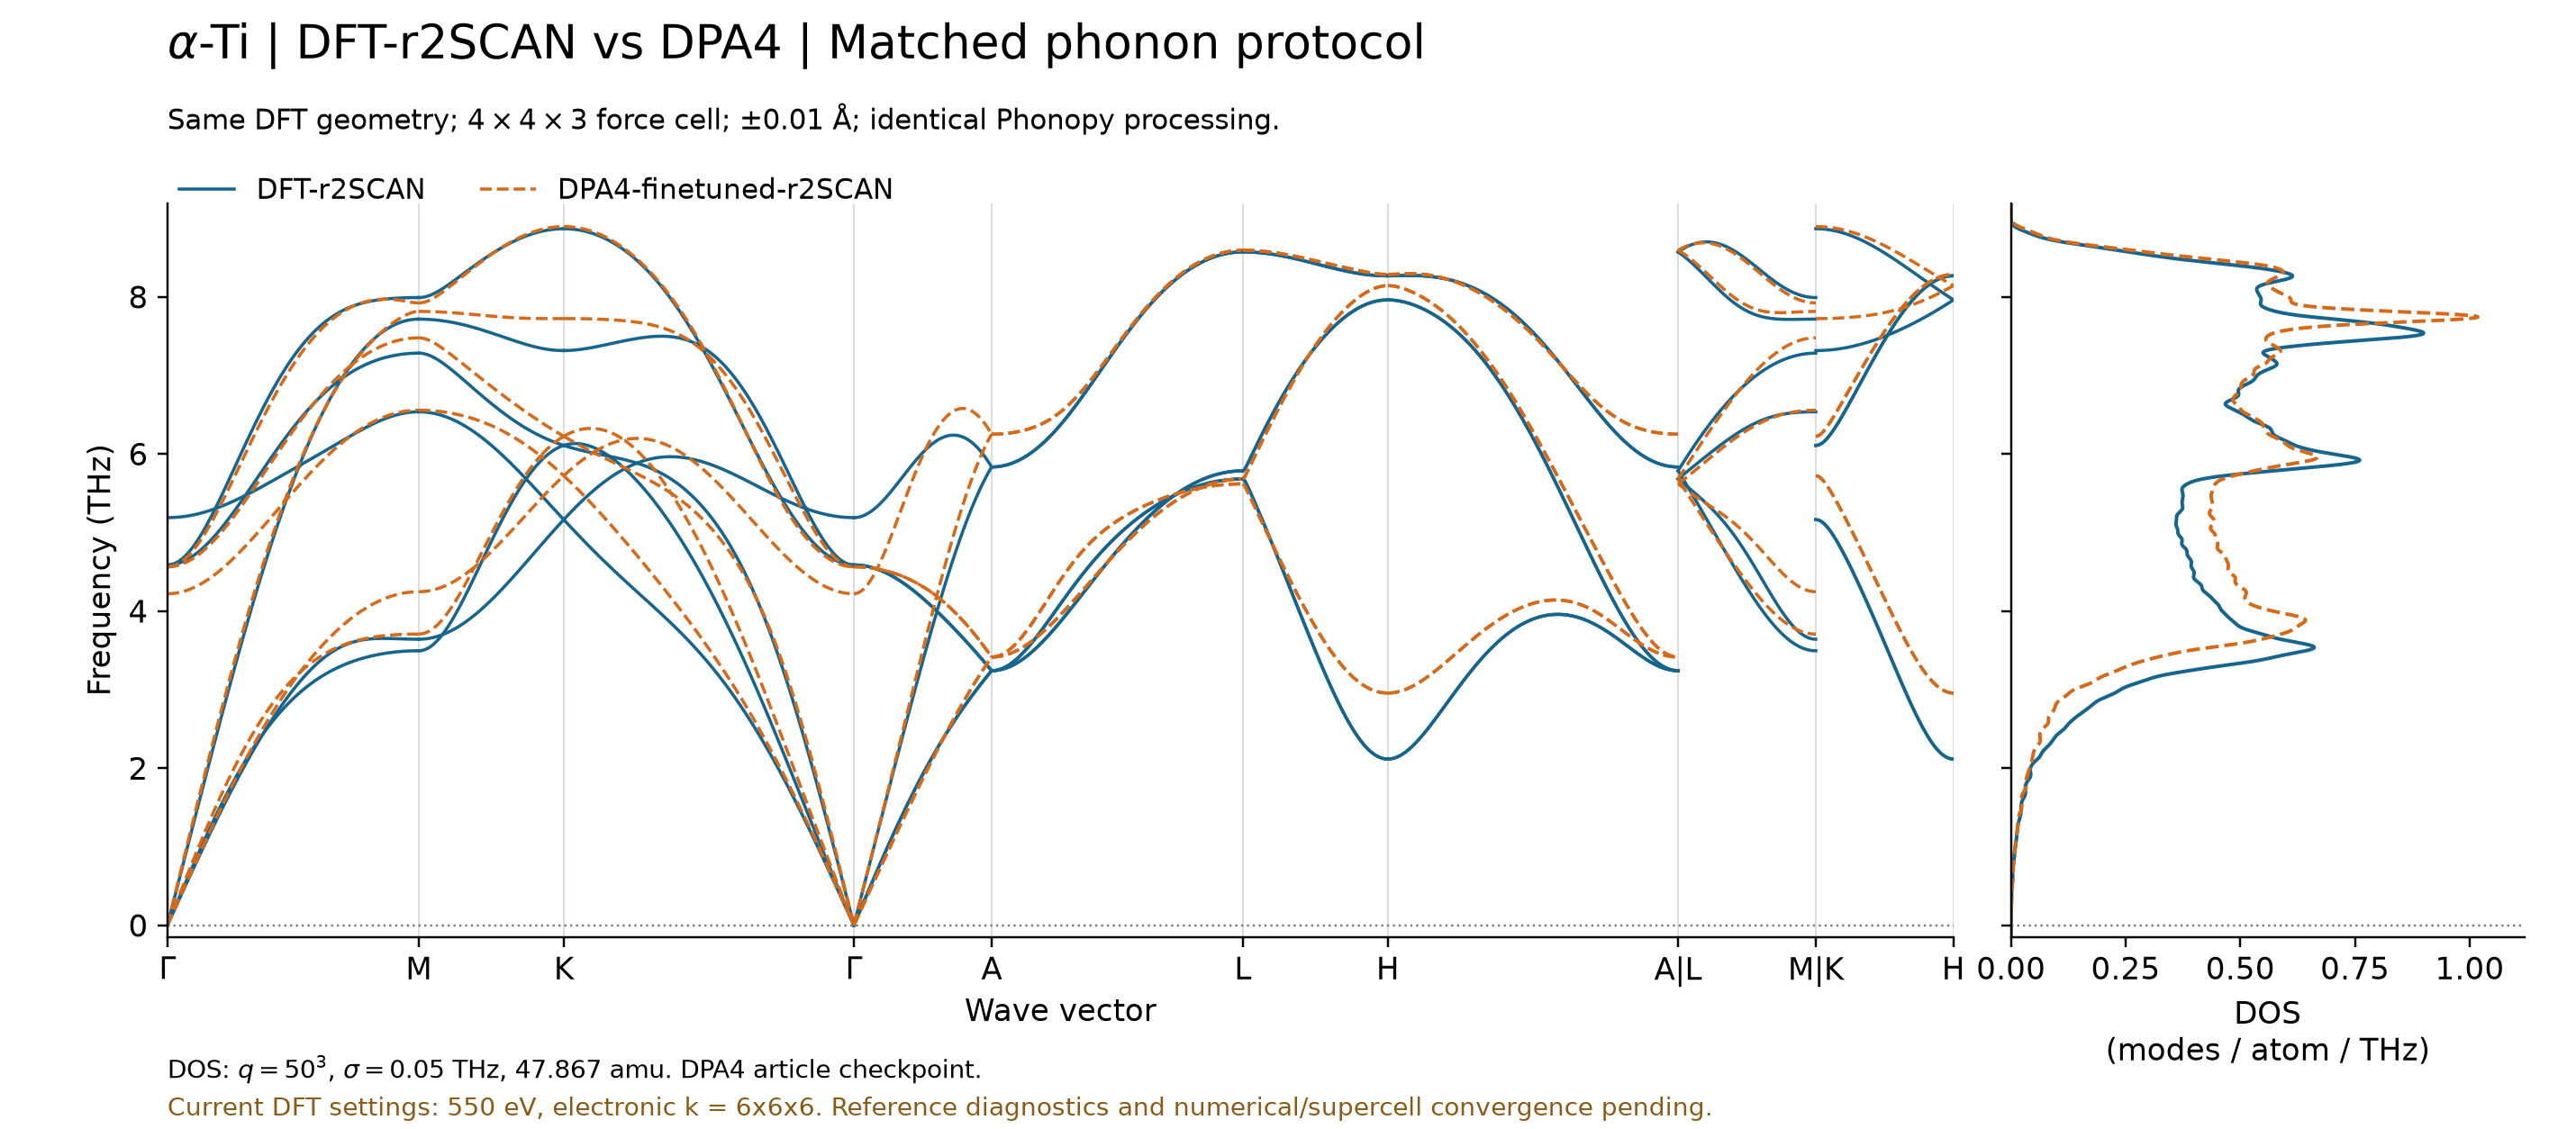 α-Ti | DFT-r2SCAN vs DPA4 | Matched phonon protocol
Same DFT geometry; 4 × 4 × 3 force cell; ±0.01 Å; identical Phonopy processing.
DFT-r2SCAN DPA4-finetuned-r2SCAN
Frequency (THz)
8
6
4
2
0
Γ M K Γ A L H A|L M|K H
Wave vector
0.00 0.25 0.50 0.75 1.00
DOS
(modes / atom / THz)
DOS: q = 50³, σ = 0.05 THz, 47.867 amu. DPA4 article checkpoint.
Current DFT settings: 550 eV, electronic k = 6x6x6. Reference diagnostics and numerical/supercell convergence pending.